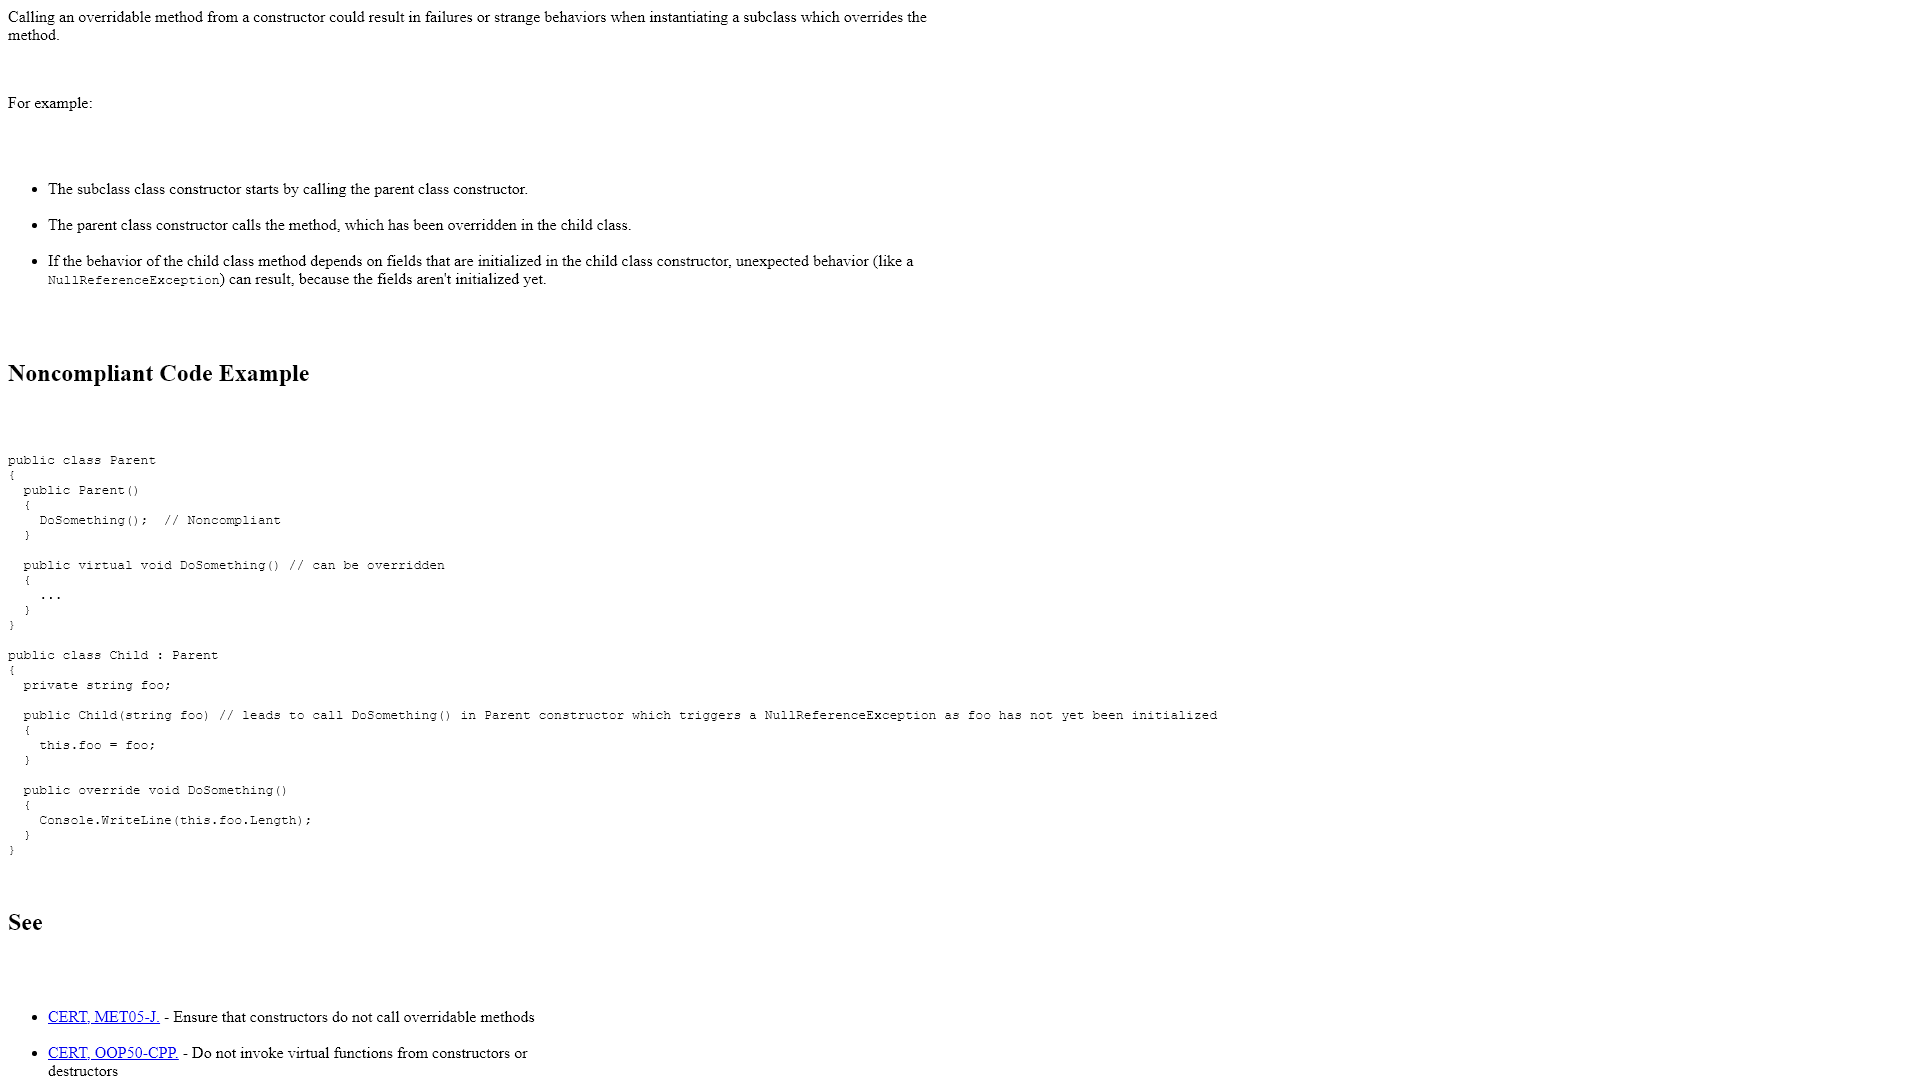 Calling an overridable method from a constructor could result in failures or strange behaviors when instantiating a subclass which overrides the
method.
For example:
• The subclass class constructor starts by calling the parent class constructor.
• The parent class constructor calls the method, which has been overridden in the child class.
• If the behavior of the child class method depends on fields that are initialized in the child class constructor, unexpected behavior (like a
NullReferenceException) can result, because the fields aren't initialized yet.
Noncompliant Code Example
public class Parent
{
  public Parent()
  {
    DoSomething();  // Noncompliant
  }
  public virtual void DoSomething() // can be overridden
  {
    ...
  }
}
public class Child : Parent
{
  private string foo;
  public Child(string foo) // leads to call DoSomething() in Parent constructor which triggers a NullReferenceException as foo has not yet been initialized
  {
    this.foo = foo;
  }
  public override void DoSomething()
  {
    Console.WriteLine(this.foo.Length);
  }
}
See
• CERT, MET05-J. - Ensure that constructors do not call overridable methods
• CERT, OOP50-CPP. - Do not invoke virtual functions from constructors or
destructors